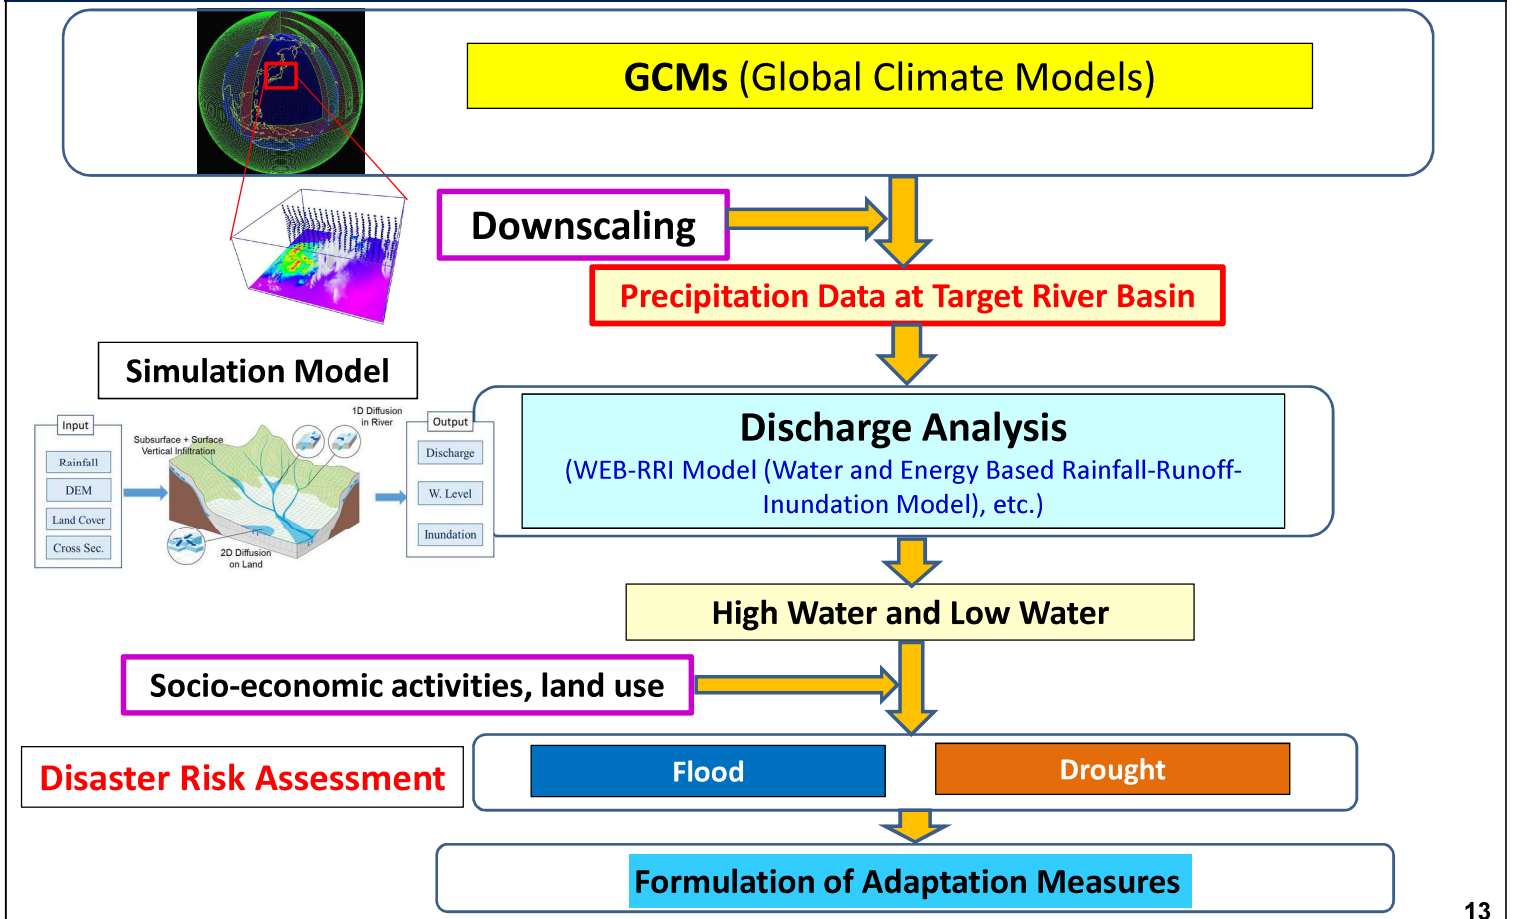 GCMs (Global Climate Models)
Downscaling
Precipitation Data at Target River Basin
Simulation Model
Input
Rainfall
DEM
Land Cover
Cross Sec.
Subsurface + Surface
Vertical Infiltration
1D Diffusion
in River
2D Diffusion
on Land
Output
Discharge
W. Level
Inundation
Discharge Analysis
(WEB-RRI Model (Water and Energy Based Rainfall-Runoff-
Inundation Model), etc.)
High Water and Low Water
Socio-economic activities, land use
Disaster Risk Assessment
Flood
Drought
Formulation of Adaptation Measures
13